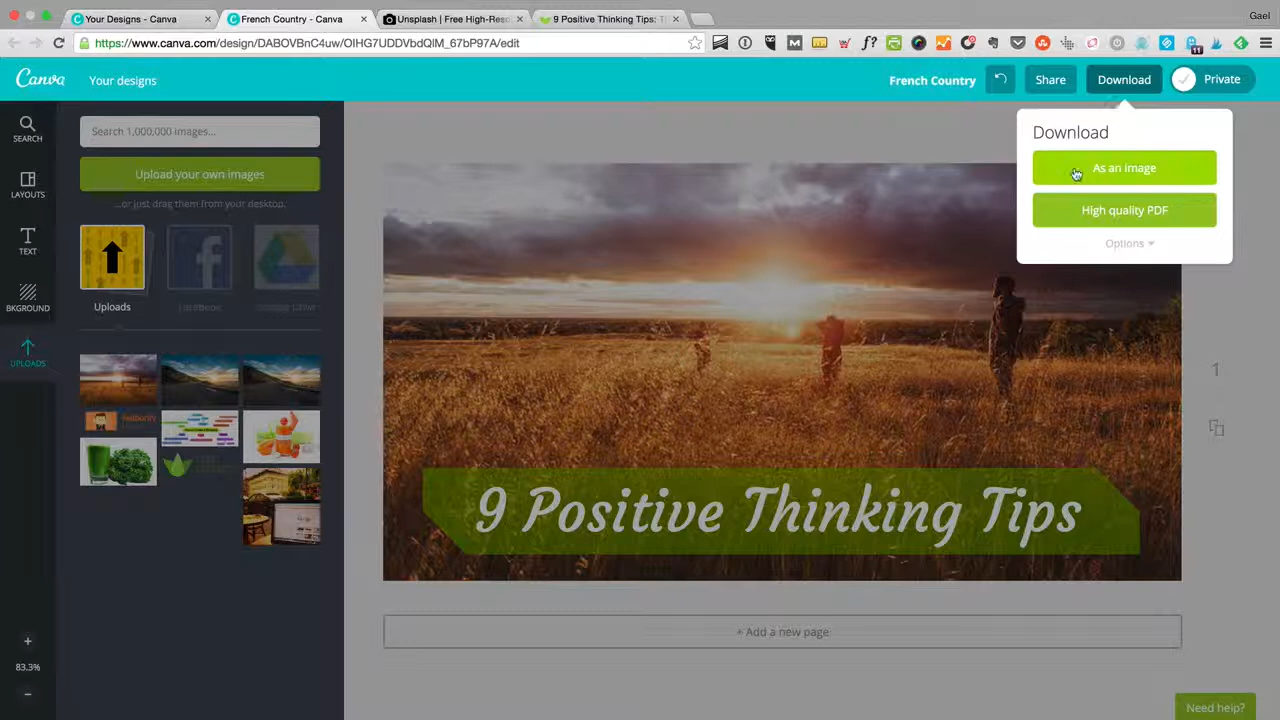 Your Designs - Canva
French Country - Canva
Unsplash | Free High-Reso
9 Positive Thinking Tips: T
Gael
https://www.canva.com/design/DABOVBnC4uw/OIHG7UDDVbdQIM_67bP97A/edit
11
Canva
Your designs
French Country
Share
Download
Private
SEARCH
LAYOUTS
TEXT
BKGROUND
UPLOADS
Search 1,000,000 images...
Upload your own images
...or just drag them from your desktop.
Uploads
Facebook
Download
As an image
High quality PDF
Options
9 Positive Thinking Tips
1
+ Add a new page
+
83.3%
-
Need help?